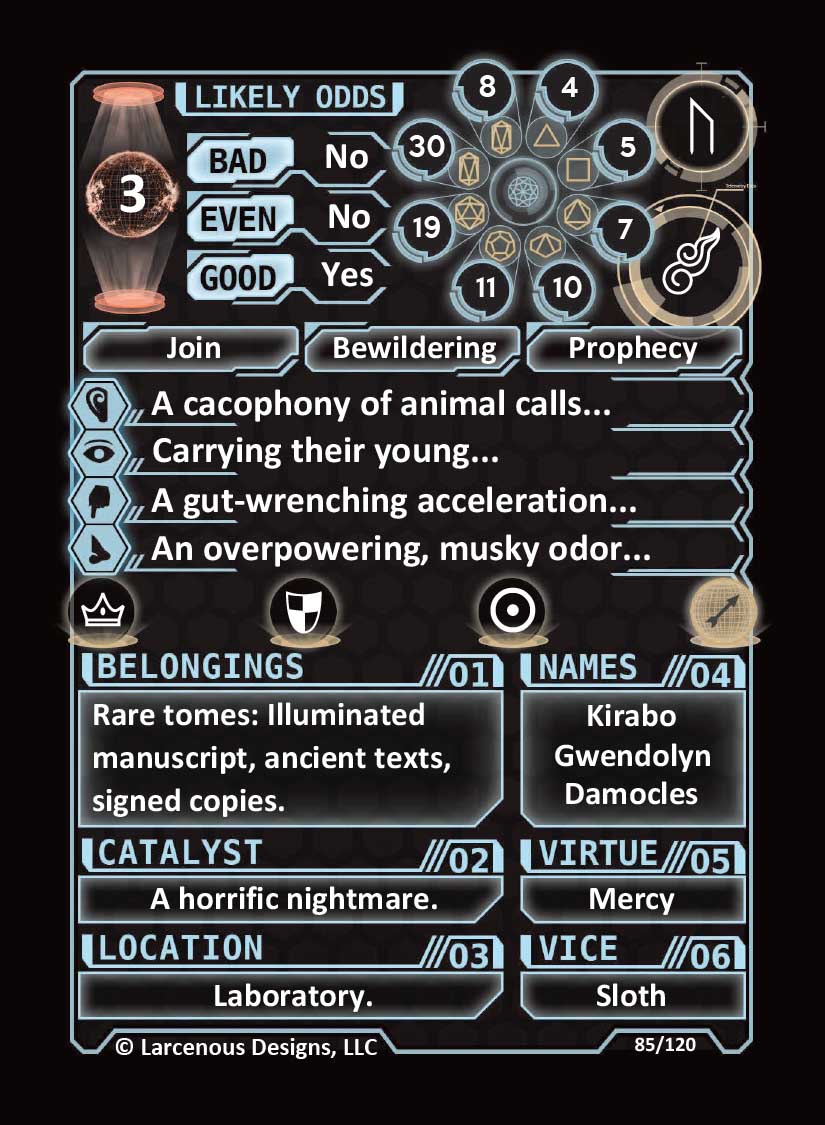 LIKELY ODDS
3
BAD No
EVEN No
GOOD Yes
8
4
30
5
19
7
11
10
Join
Bewildering
Prophecy
A cacophony of animal calls...
Carrying their young...
A gut-wrenching acceleration...
An overpowering, musky odor...
BELONGINGS ///01
Rare tomes: Illuminated
manuscript, ancient texts,
signed copies.
NAMES ///04
Kirabo
Gwendolyn
Damocles
CATALYST ///02
A horrific nightmare.
VIRTUE ///05
Mercy
LOCATION ///03
Laboratory.
VICE ///06
Sloth
© Larcenous Designs, LLC
85/120